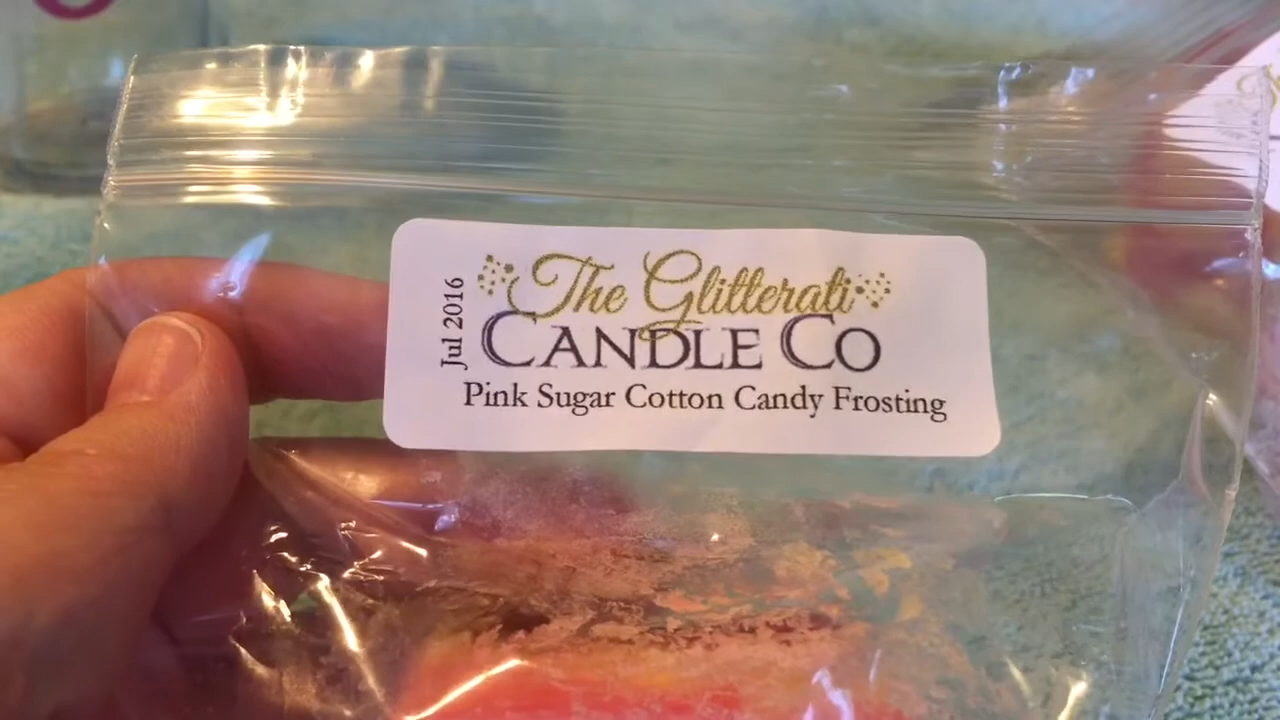 Jul 2016
The Glitterati
CANDLE CO
Pink Sugar Cotton Candy Frosting